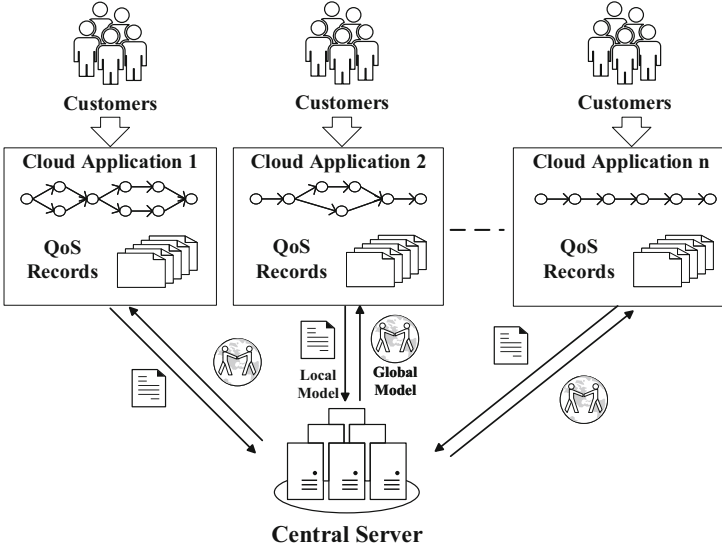 Customers
Customers
Customers
Cloud Application 1
Cloud Application 2
Cloud Application n
QoS
Records
QoS
Records
QoS
Records
Local
Model
Global
Model
Central Server